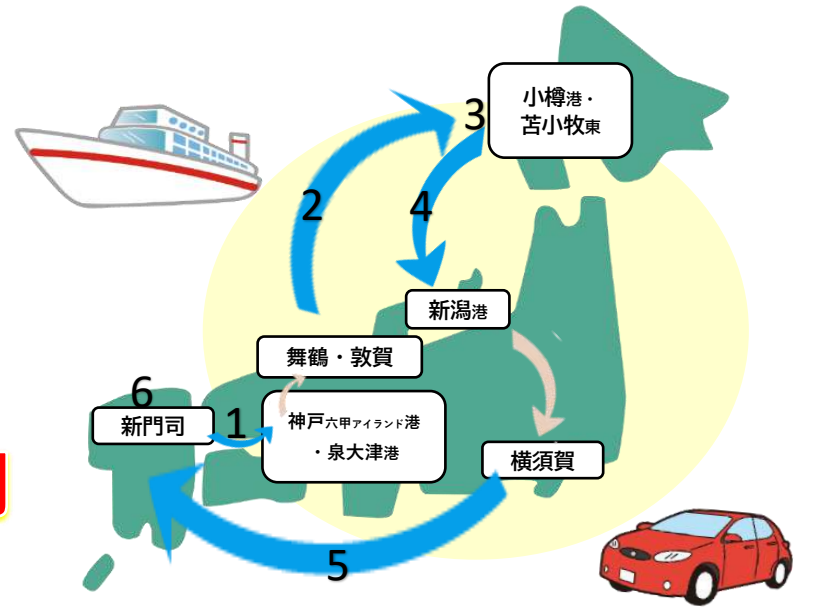 小樽港・
苫小牧東
3
2
4
新潟港
舞鶴・敦賀
6
新門司
1
神戸六甲アイランド港
・泉大津港
横須賀
5